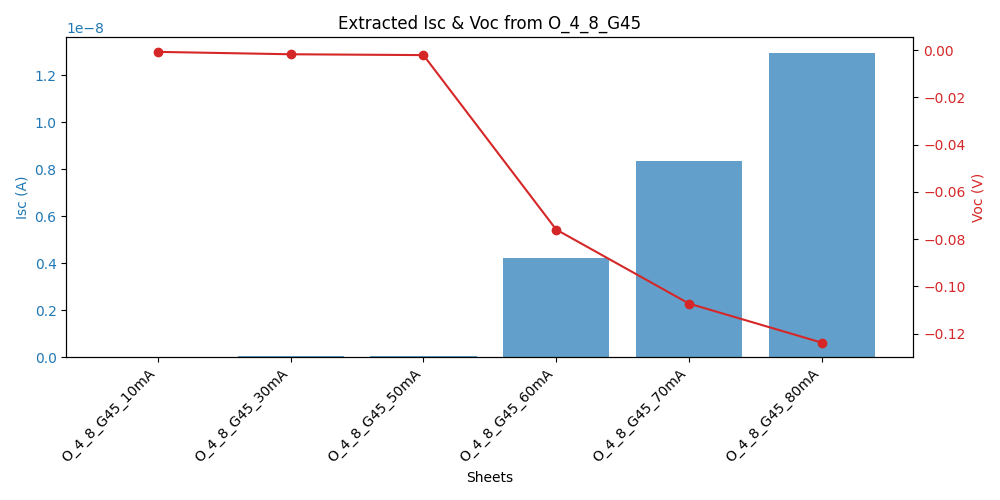 Extracted Isc & Voc from O_4_8_G45
1e−8
1.2
1.0
0.8
0.6
0.4
0.2
0.0
Isc (A)
0.00
−0.02
−0.04
−0.06
−0.08
−0.10
−0.12
Voc (V)
O_4_8_G45_10mA
O_4_8_G45_30mA
O_4_8_G45_50mA
O_4_8_G45_60mA
O_4_8_G45_70mA
O_4_8_G45_80mA
Sheets